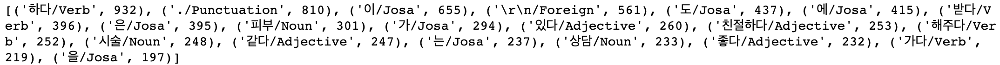 [('하다/Verb', 932), ('./Punctuation', 810), ('이/Josa', 655), ('\r\n/Foreign', 561), ('도/Josa', 437), ('에/Josa', 415), ('받다/V
erb', 396), ('은/Josa', 395), ('피부/Noun', 301), ('가/Josa', 294), ('있다/Adjective', 260), ('친절하다/Adjective', 253), ('해주다/Ver
b', 252), ('시술/Noun', 248), ('같다/Adjective', 247), ('는/Josa', 237), ('상담/Noun', 233), ('좋다/Adjective', 232), ('가다/Verb',
219), ('을/Josa', 197)]